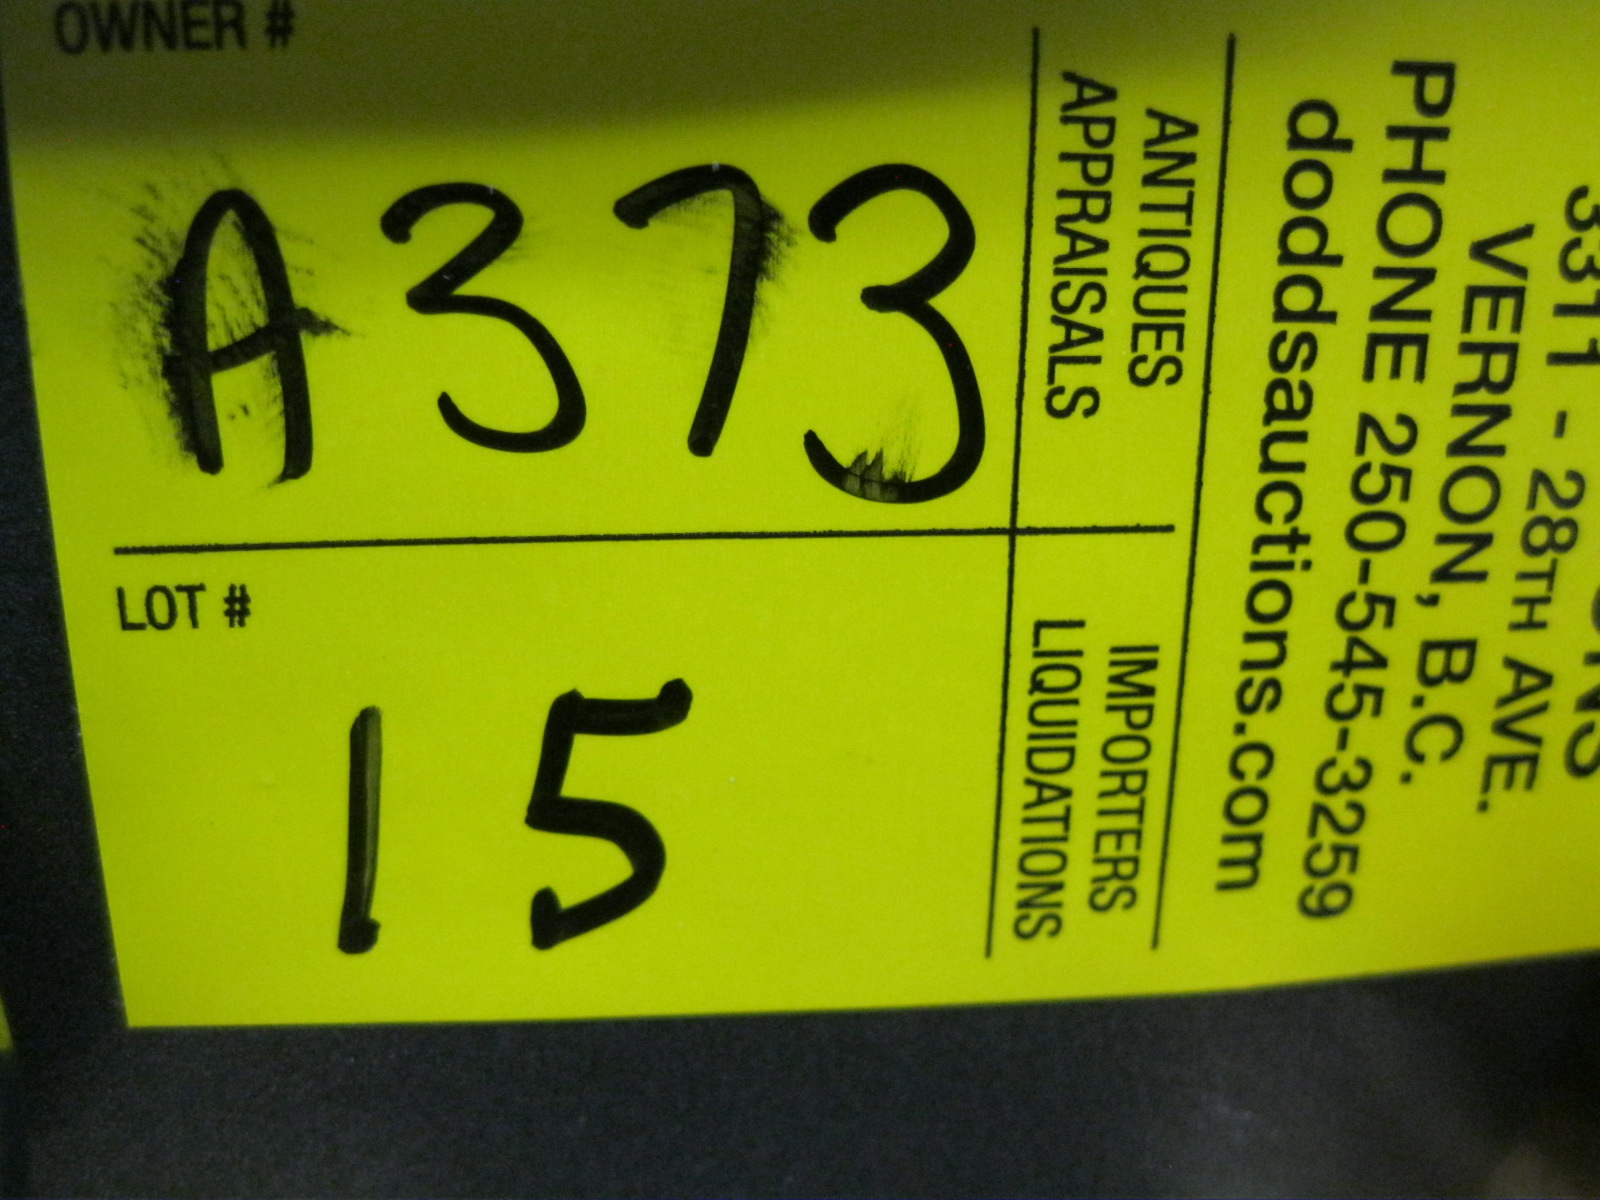 OWNER #
A373
LOT #
15
3311 - 28TH AVE.
VERNON, B.C.
PHONE 250-545-3259
doddsauctions.com
ANTIQUES
APPRAISALS
IMPORTERS
LIQUIDATIONS